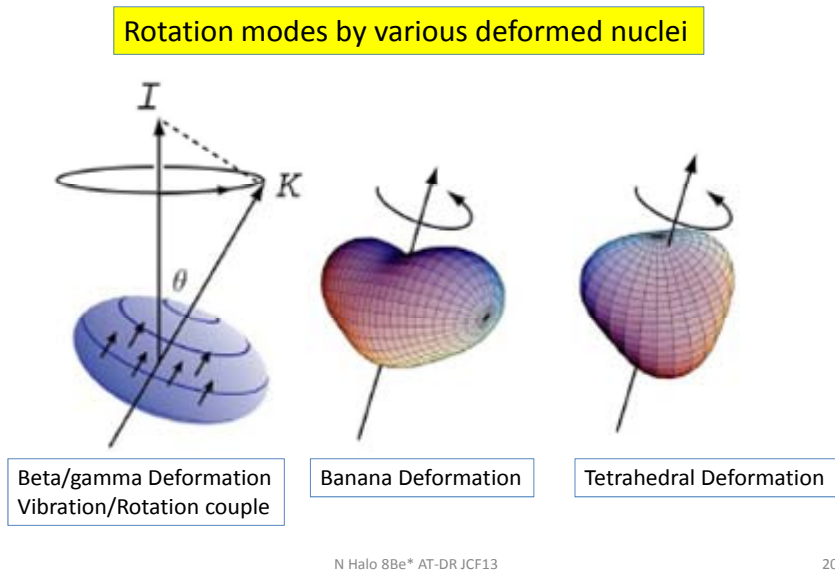 Rotation modes by various deformed nuclei
I
K
θ
Beta/gamma Deformation
Vibration/Rotation couple
Banana Deformation
Tetrahedral Deformation
N Halo 8Be* AT-DR JCF13
20